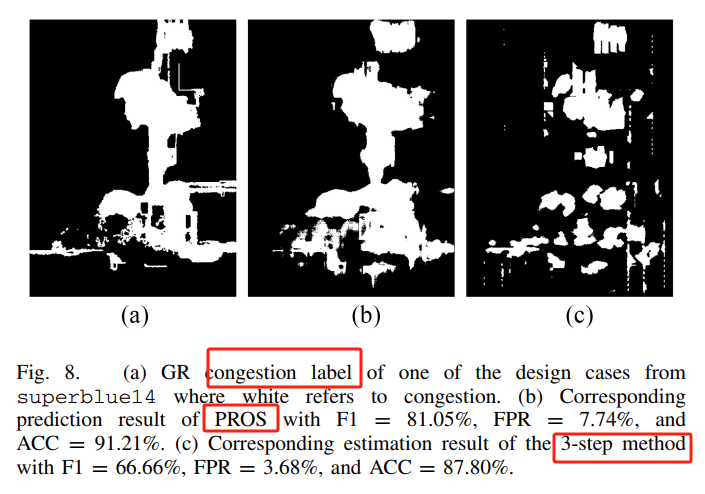 (a) (b) (c)
Fig. 8. (a) GR congestion label of one of the design cases from
superblue14 where white refers to congestion. (b) Corresponding
prediction result of PROS with F1 = 81.05%, FPR = 7.74%, and
ACC = 91.21%. (c) Corresponding estimation result of the 3-step method
with F1 = 66.66%, FPR = 3.68%, and ACC = 87.80%.